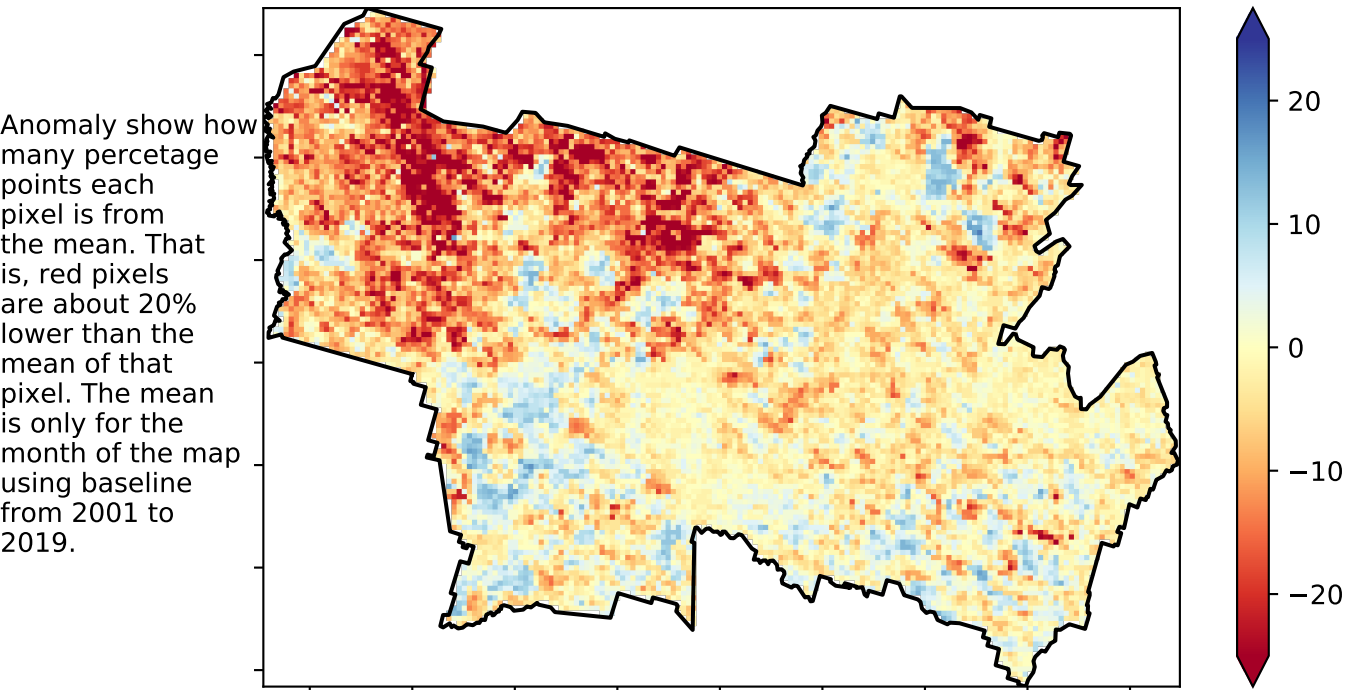 Anomaly show how
many percetage
points each
pixel is from
the mean. That
is, red pixels
are about 20%
lower than the
mean of that
pixel. The mean
is only for the
month of the map
using baseline
from 2001 to
2019.
20
10
0
−10
−20